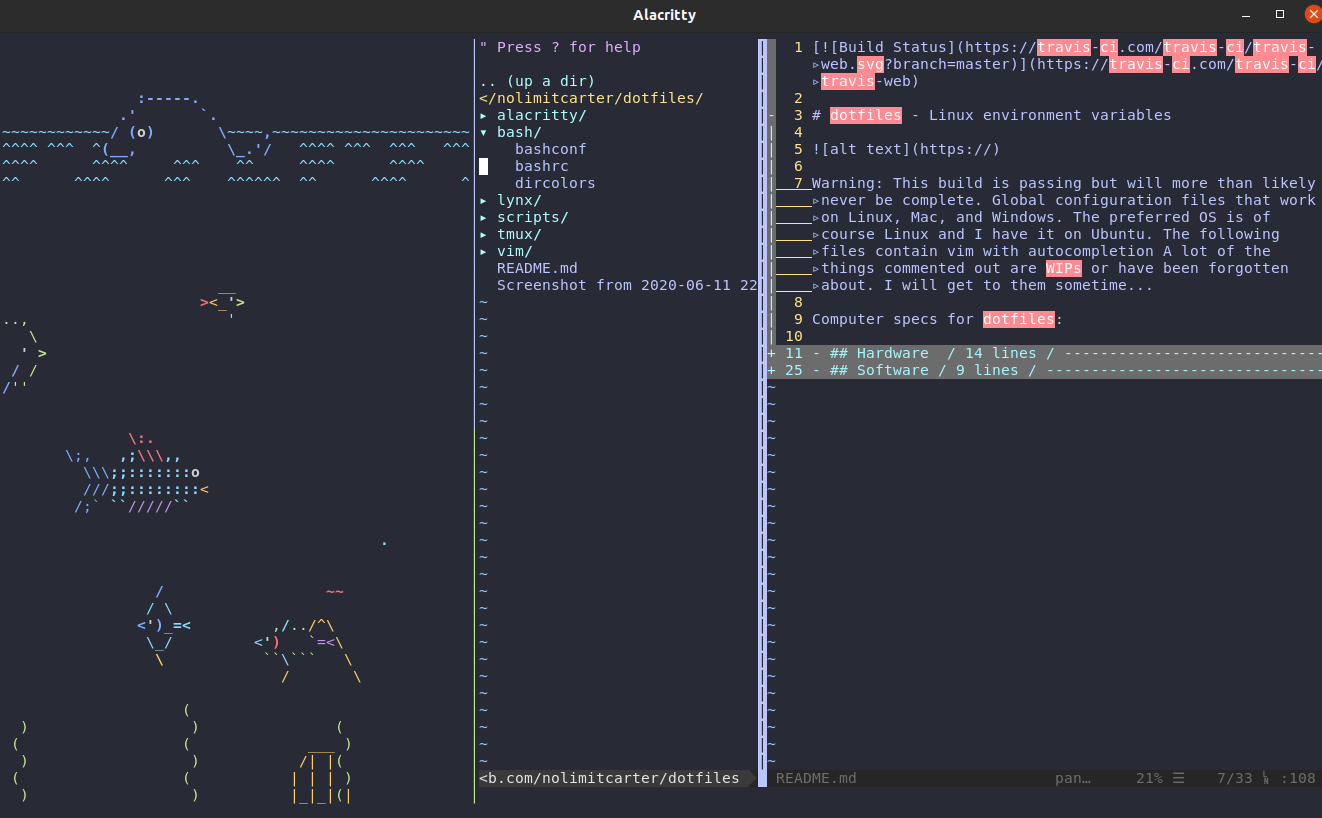 Alacritty
" Press ? for help
.. (up a dir)
</nolimitcarter/dotfiles/
▸ alacritty/
▾ bash/
bashconf
bashrc
dircolors
▸ lynx/
▸ scripts/
▸ tmux/
▸ vim/
README.md
Screenshot from 2020-06-11 22
<b.com/nolimitcarter/dotfiles
1 [![Build Status](https://travis-ci.com/travis-ci/travis-
▹web.svg?branch=master)](https://travis-ci.com/travis-ci/
▹travis-web)
2
- 3 # dotfiles - Linux environment variables
4
5 ![alt text](https://)
6
7 Warning: This build is passing but will more than likely
▹never be complete. Global configuration files that work
▹on Linux, Mac, and Windows. The preferred OS is of
▹course Linux and I have it on Ubuntu. The following
▹files contain vim with autocompletion A lot of the
▹things commented out are WIPs or have been forgotten
▹about. I will get to them sometime...
8
9 Computer specs for dotfiles:
10
+ 11 - ## Hardware  / 14 lines / -----------------------------
+ 25 - ## Software / 9 lines / -------------------------------
README.md pan… 21% ☰ 7/33 ㏑ :108